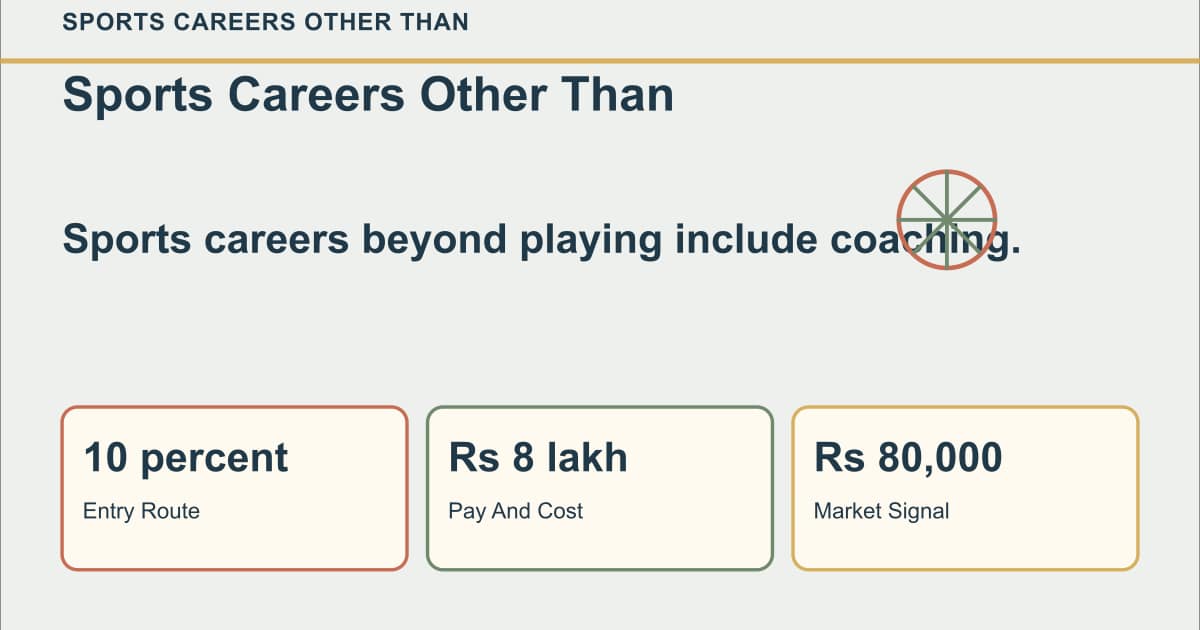 SPORTS CAREERS OTHER THAN
Sports Careers Other Than
Sports careers beyond playing include coaching.
10 percent
Entry Route
Rs 8 lakh
Pay And Cost
Rs 80,000
Market Signal